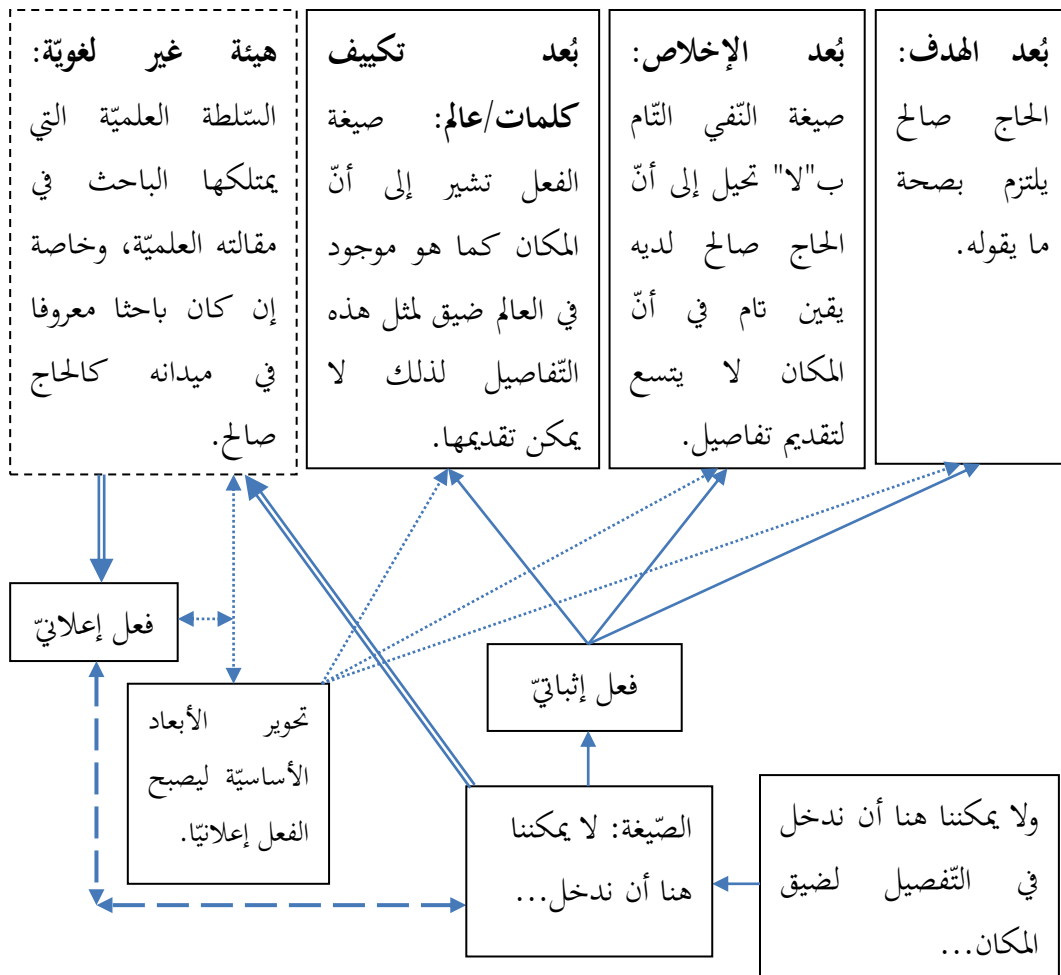 بُعد الهدف:
الحاج صالح
يلتزم بصحة
ما يقوله.
بُعد الإخلاص:
صيغة النّفي التّام
ب"لا" تحيل إلى أنّ
الحاج صالح لديه
يقين تام في أنّ
المكان لا يتسع
لتقديم تفاصيل.
بُعد تكييف
كلمات/عالم: صيغة
الفعل تشير إلى أنّ
المكان كما هو موجود
في العالم ضيق لمثل هذه
التّفاصيل لذلك لا
يمكن تقديمها.
هيئة غير لغويّة:
السّلطة العلميّة التي
يمتلكها الباحث في
مقالته العلميّة، وخاصة
إن كان باحثا معروفا
في ميدانه كالحاج
صالح.
فعل إعلانيّ
فعل إثباتيّ
تحوير الأبعاد
الأساسيّة ليصبح
الفعل إعلانيّا.
الصّيغة: لا يمكننا
هنا أن ندخل...
ولا يمكننا هنا أن ندخل
في التّفصيل لضيق
المكان...